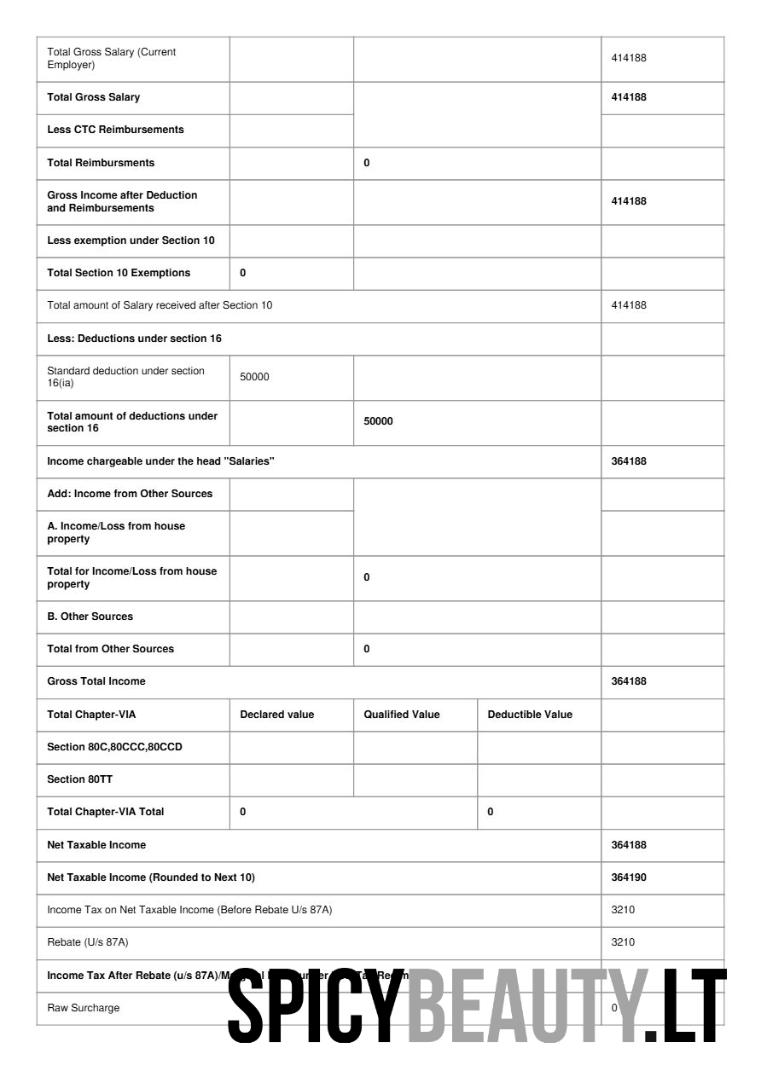 Total Gross Salary (Current
Employer)
414188
Total Gross Salary
414188
Less CTC Reimbursements
Total Reimbursments
0
Gross Income after Deduction
and Reimbursements
414188
Less exemption under Section 10
Total Section 10 Exemptions
0
Total amount of Salary received after Section 10
414188
Less: Deductions under section 16
Standard deduction under section
16(ia)
50000
Total amount of deductions under
section 16
50000
Income chargeable under the head "Salaries"
364188
Add: Income from Other Sources
A. Income/Loss from house
property
Total for Income/Loss from house
property
0
B. Other Sources
Total from Other Sources
0
Gross Total Income
364188
Total Chapter-VIA
Declared value
Qualified Value
Deductible Value
Section 80C,80CCC,80CCD
Section 80TT
Total Chapter-VIA Total
0
0
Net Taxable Income
364188
Net Taxable Income (Rounded to Next 10)
364190
Income Tax on Net Taxable Income (Before Rebate U/s 87A)
3210
Rebate (U/s 87A)
3210
Income Tax After Rebate (u/s 87A)
Raw Surcharge
0
SPICYBEAUTY.LT